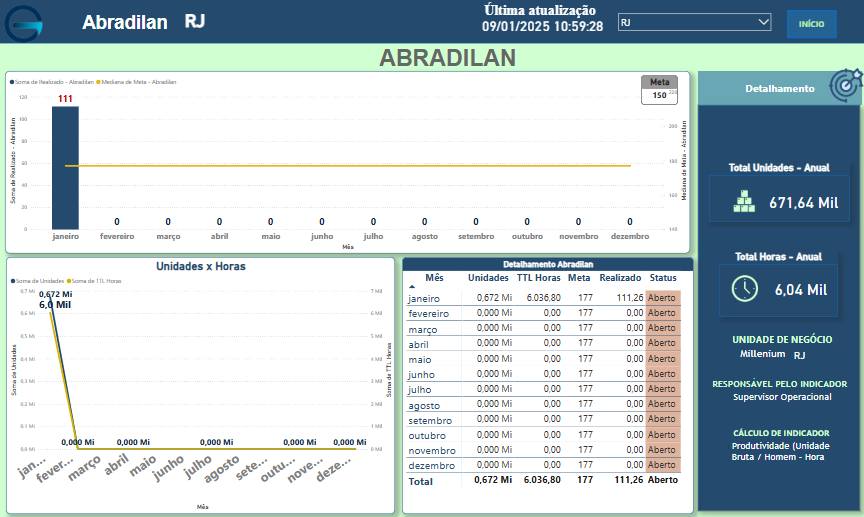 Abradilan RJ
Última atualização
09/01/2025 10:59:28
RJ
INÍCIO
ABRADILAN
Soma de Realizado - Abradilan Mediana de Meta - Abradilan
Meta
150
Soma de Realizado - Abradilan
120
100
80
60
40
20
0
111
0 0 0 0 0 0 0 0 0 0 0
220
200
180
160
140
Mediana de Meta - Abradilan
janeiro fevereiro março abril maio junho julho agosto setembro outubro novembro dezembro
Mês
Unidades x Horas
Soma de Unidades Soma de TTL Horas
Soma de Unidades
0,7 Mi
0,6 Mi
0,5 Mi
0,4 Mi
0,3 Mi
0,2 Mi
0,1 Mi
0,0 Mi
0,672 Mi
6,0 Mil
0,000 Mi 0,000 Mi 0,000 Mi 0,000 Mi 0,000 Mi
7 Mil
6 Mil
5 Mil
4 Mil
3 Mil
2 Mil
1 Mil
0 Mil
Soma de TTL Horas
jan... fever... março abril maio junho julho agosto sete... outu... nove... deze...
Mês
Detalhamento Abradilan
Mês Unidades TTL Horas Meta Realizado Status
janeiro 0,672 Mi 6.036,80 177 111,26 Aberto
fevereiro 0,000 Mi 0,00 177 0,00 Aberto
março 0,000 Mi 0,00 177 0,00 Aberto
abril 0,000 Mi 0,00 177 0,00 Aberto
maio 0,000 Mi 0,00 177 0,00 Aberto
junho 0,000 Mi 0,00 177 0,00 Aberto
julho 0,000 Mi 0,00 177 0,00 Aberto
agosto 0,000 Mi 0,00 177 0,00 Aberto
setembro 0,000 Mi 0,00 177 0,00 Aberto
outubro 0,000 Mi 0,00 177 0,00 Aberto
novembro 0,000 Mi 0,00 177 0,00 Aberto
dezembro 0,000 Mi 0,00 177 0,00 Aberto
Total 0,672 Mi 6.036,80 177 111,26 Aberto
Detalhamento
Total Unidades - Anual
671,64 Mil
Total Horas - Anual
6,04 Mil
UNIDADE DE NEGÓCIO
Millenium RJ
RESPONSÁVEL PELO INDICADOR
Supervisor Operacional
CÁLCULO DE INDICADOR
Produtividade (Unidade
Bruta / Homem - Hora